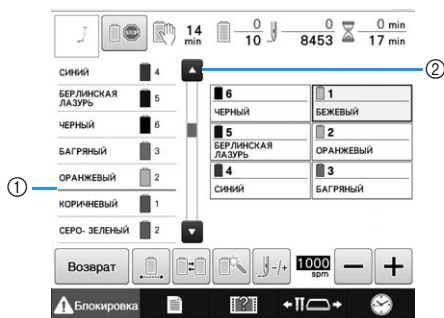 14
min
0
10
0
8453
0 min
17 min
СИНИЙ 4
БЕРЛИНСКАЯ
ЛАЗУРЬ 5
ЧЕРНЫЙ 6
БАГРЯНЫЙ 3
ОРАНЖЕВЫЙ 2
КОРИЧНЕВЫЙ 1
СЕРО- ЗЕЛЕНЫЙ 2
6
ЧЕРНЫЙ
1
БЕЖЕВЫЙ
5
БЕРЛИНСКАЯ
ЛАЗУРЬ
2
ОРАНЖЕВЫЙ
4
СИНИЙ
3
БАГРЯНЫЙ
1
2
Возврат
-/+
1000
spm
− +
Блокировка
?